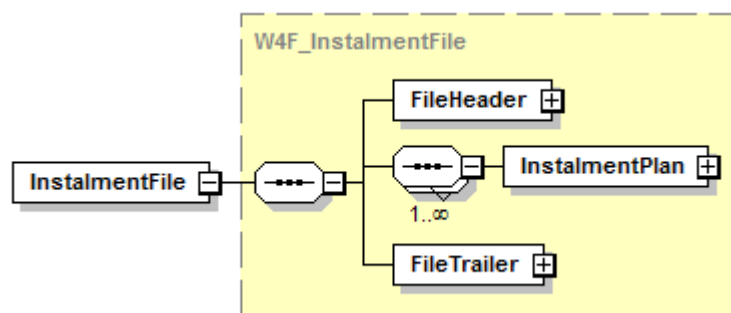 W4F_InstalmentFile
FileHeader
InstalmentFile
InstalmentPlan
1..∞
FileTrailer